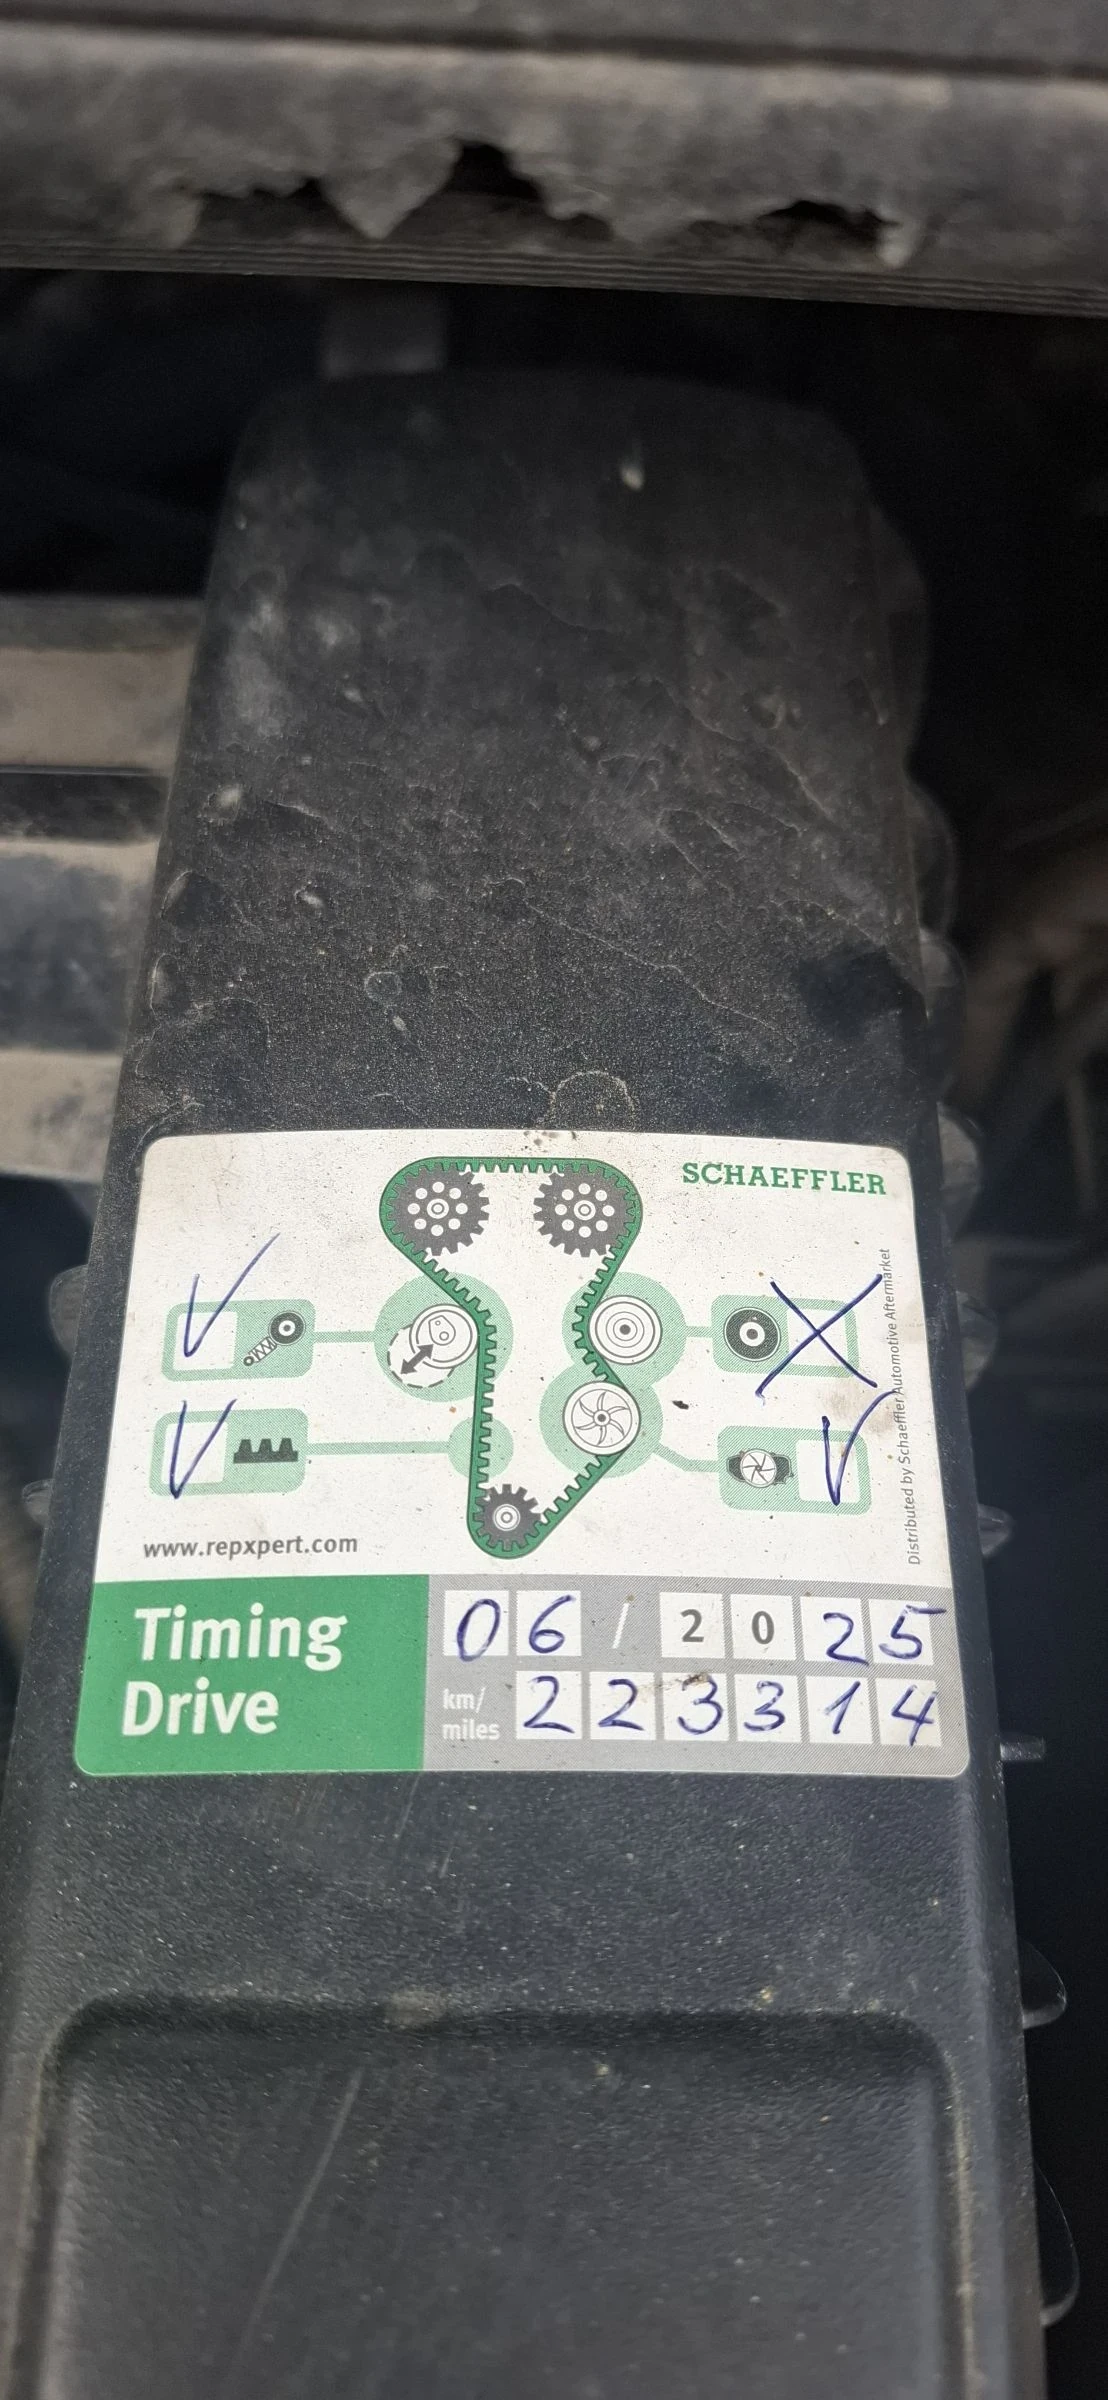 SCHAEFFLER
Distributed by Schaeffler Automotive Aftermarket
www.repxpert.com
Timing
Drive
06 / 2025
km/
miles
223314